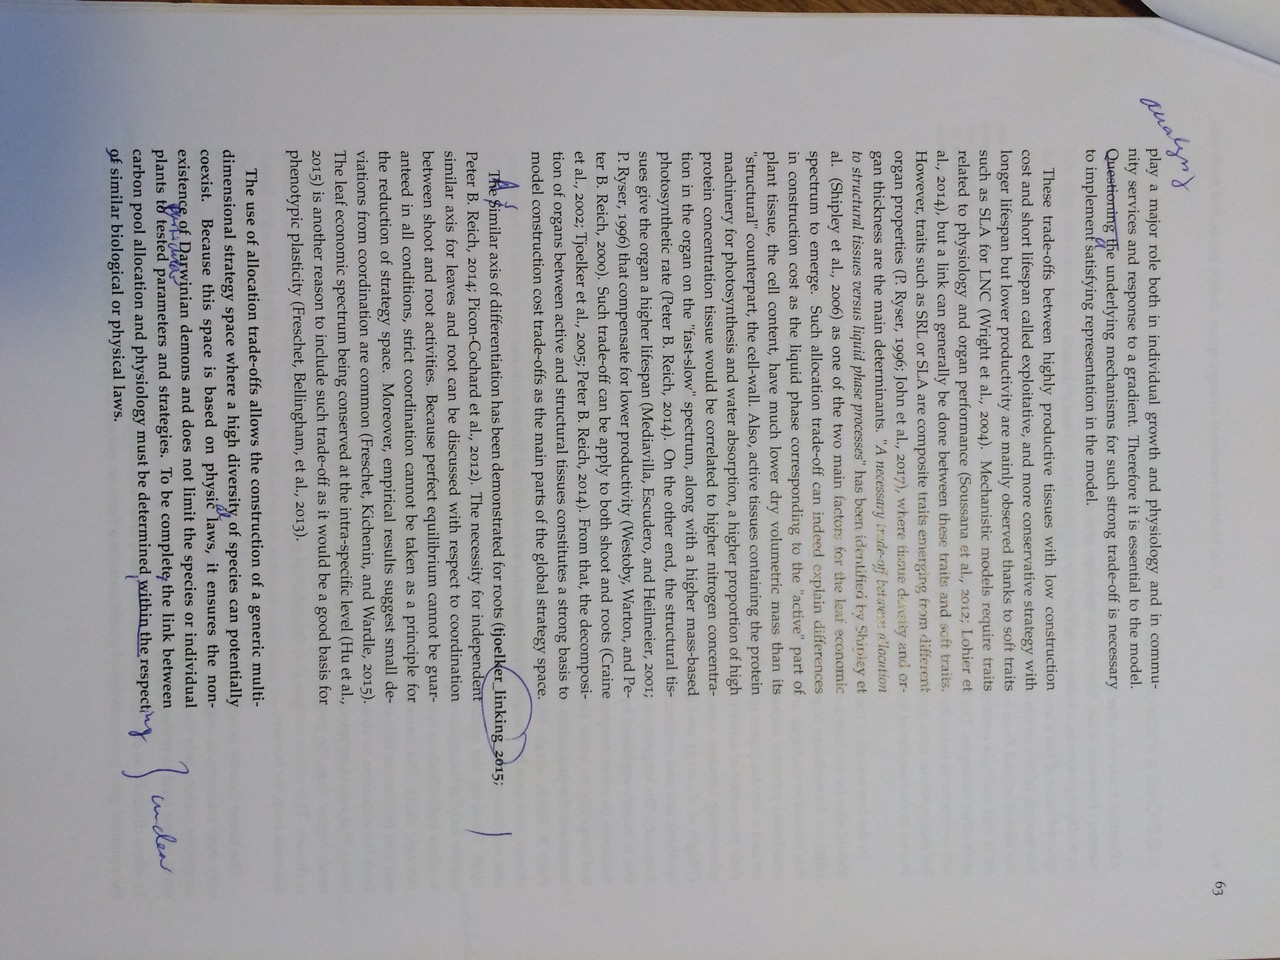 63
analysing
play a major role both in individual growth and physiology and in commu-
nity services and response to a gradient. Therefore it is essential to the model.
Questioning the underlying mechanisms for such strong trade-off is necessary
to implement a satisfying representation in the model.
These trade-offs between highly productive tissues with low construction
cost and short lifespan called exploitative, and more conservative strategy with
longer lifespan but lower productivity are mainly observed thanks to soft traits
such as SLA for LNC (Wright et al., 2004). Mechanistic models require traits
related to physiology and organ performance (Soussana et al., 2012; Lohier et
al., 2014), but a link can generally be done between these traits and soft traits.
However, traits such as SRL or SLA are composite traits emerging from different
organ properties (P. Ryser, 1996; John et al., 2017), where tissue density and or-
gan thickness are the main determinants. "A necessary trade-off between allocation
to structural tissues versus liquid phase processes" has been identified by Shipley et
al. (Shipley et al., 2006) as one of the two main factors for the leaf economic
spectrum to emerge. Such allocation trade-off can indeed explain differences
in construction cost as the liquid phase corresponding to the "active" part of
plant tissue, the cell content, have much lower dry volumetric mass than its
"structural" counterpart, the cell-wall. Also, active tissues containing the protein
machinery for photosynthesis and water absorption, a higher proportion of high
protein concentration tissue would be correlated to higher nitrogen concentra-
tion in the organ on the "fast-slow" spectrum, along with a higher mass-based
photosynthetic rate (Peter B. Reich, 2014). On the other end, the structural tis-
sues give the organ a higher lifespan (Mediavilla, Escudero, and Heilmeier, 2001;
P. Ryser, 1996) that compensate for lower productivity (Westoby, Warton, and Pe-
ter B. Reich, 2000). Such trade-off can be apply to both shoot and roots (Craine
et al., 2002; Tjoelker et al., 2005; Peter B. Reich, 2014). From that, the decomposi-
tion of organs between active and structural tissues constitutes a strong basis to
model construction cost trade-offs as the main parts of the global strategy space.
A s
The similar axis of differentiation has been demonstrated for roots (tjoelker_linking_2015;
Peter B. Reich, 2014; Picon-Cochard et al., 2012). The necessity for independent
similar axis for leaves and root can be discussed with respect to coordination
between shoot and root activities. Because perfect equilibrium cannot be guar-
anteed in all conditions, strict coordination cannot be taken as a principle for
the reduction of strategy space. Moreover, empirical results suggest small de-
viations from coordination are common (Freschet, Kichenin, and Wardle, 2015).
The leaf economic spectrum being conserved at the intra-specific level (Hu et al.,
2015) is another reason to include such trade-off as it would be a good basis for
phenotypic plasticity (Freschet, Bellingham, et al., 2013).
The use of allocation trade-offs allows the construction of a generic multi-
dimensional strategy space where a high diversity of species can potentially
coexist. Because this space is based on physical laws, it ensures the non-
existence of Darwinian demons and does not limit the species or individual
particular
plants to tested parameters and strategies. To be complete, the link between
carbon pool allocation and physiology must be determined, within the respecting
of similar biological or physical laws.
unclear